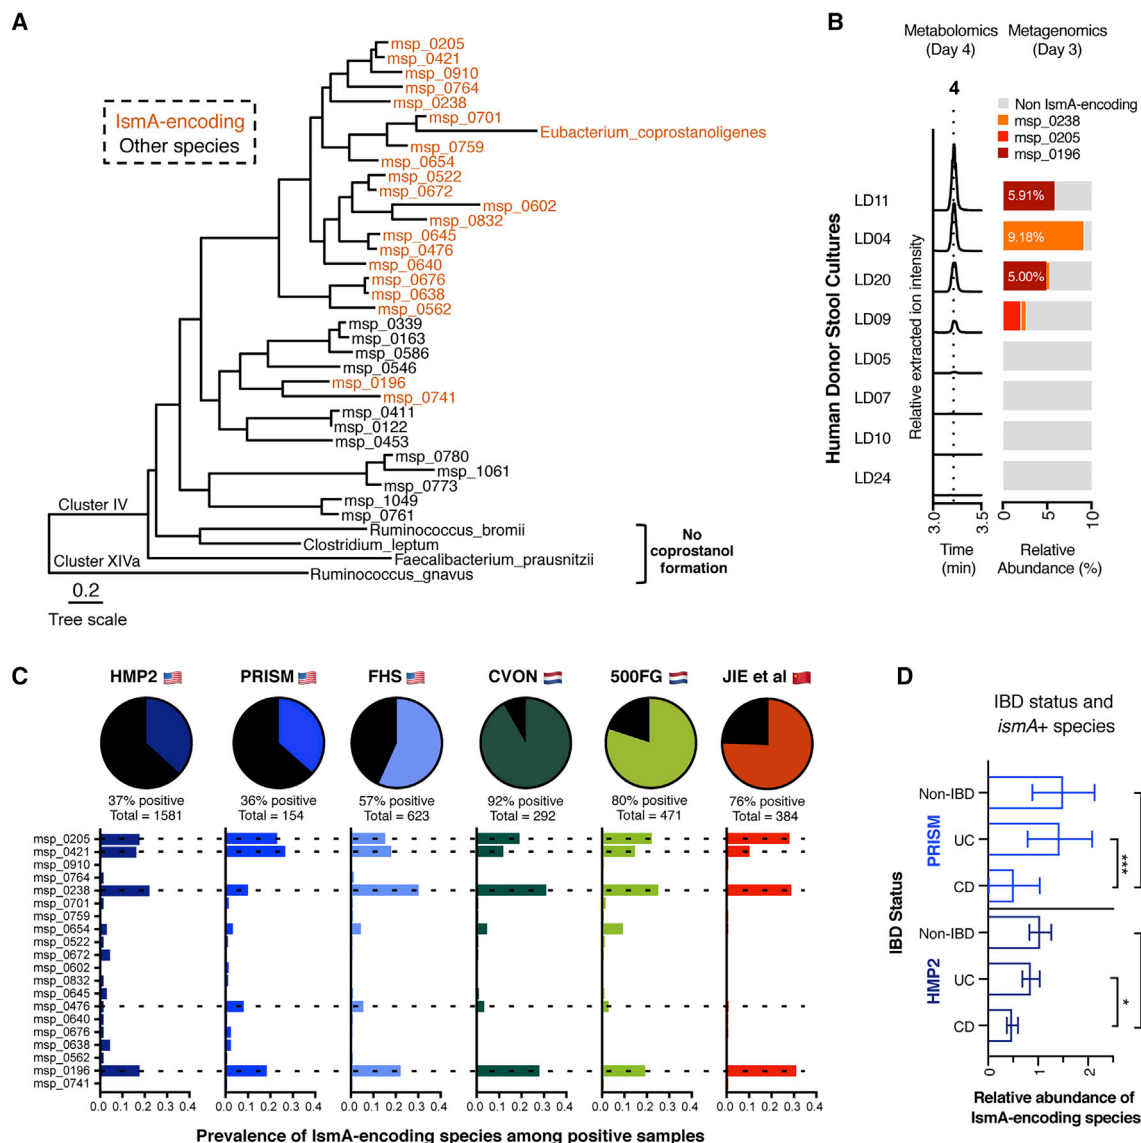 A
msp_0205
msp_0421
msp_0910
msp_0764
msp_0238
msp_0701
Eubacterium_coprostanoligenes
msp_0759
msp_0654
msp_0522
msp_0672
msp_0602
msp_0832
msp_0645
msp_0476
msp_0640
msp_0676
msp_0638
msp_0562
msp_0339
msp_0163
msp_0586
msp_0546
msp_0196
msp_0741
msp_0411
msp_0122
msp_0453
msp_0780
msp_1061
msp_0773
msp_1049
msp_0761
Ruminococcus_bromii
Clostridium_leptum
Faecalibacterium_prausnitzii
Ruminococcus_gnavus
IsmA-encoding
Other species
Cluster IV
Cluster XIVa
No
coprostanol
formation
0.2
Tree scale
B
Metabolomics
(Day 4)
Metagenomics
(Day 3)
4
Non IsmA-encoding
msp_0238
msp_0205
msp_0196
Human Donor Stool Cultures
Relative extracted ion intensity
LD11
5.91%
LD04
9.18%
LD20
5.00%
LD09
LD05
LD07
LD10
LD24
3.0 3.5
Time
(min)
0 5 10
Relative
Abundance (%)
C
HMP2 PRISM FHS CVON 500FG JIE et al
37% positive
Total = 1581
36% positive
Total = 154
57% positive
Total = 623
92% positive
Total = 292
80% positive
Total = 471
76% positive
Total = 384
msp_0205
msp_0421
msp_0910
msp_0764
msp_0238
msp_0701
msp_0759
msp_0654
msp_0522
msp_0672
msp_0602
msp_0832
msp_0645
msp_0476
msp_0640
msp_0676
msp_0638
msp_0562
msp_0196
msp_0741
0.0 0.1 0.2 0.3 0.4
0.0 0.1 0.2 0.3 0.4
0.0 0.1 0.2 0.3 0.4
0.0 0.1 0.2 0.3 0.4
0.0 0.1 0.2 0.3 0.4
0.0 0.1 0.2 0.3 0.4
Prevalence of IsmA-encoding species among positive samples
D
IBD status and
ismA+ species
IBD Status
PRISM
Non-IBD
UC
CD
***
HMP2
Non-IBD
UC
CD
*
0 1 2
Relative abundance of
IsmA-encoding species